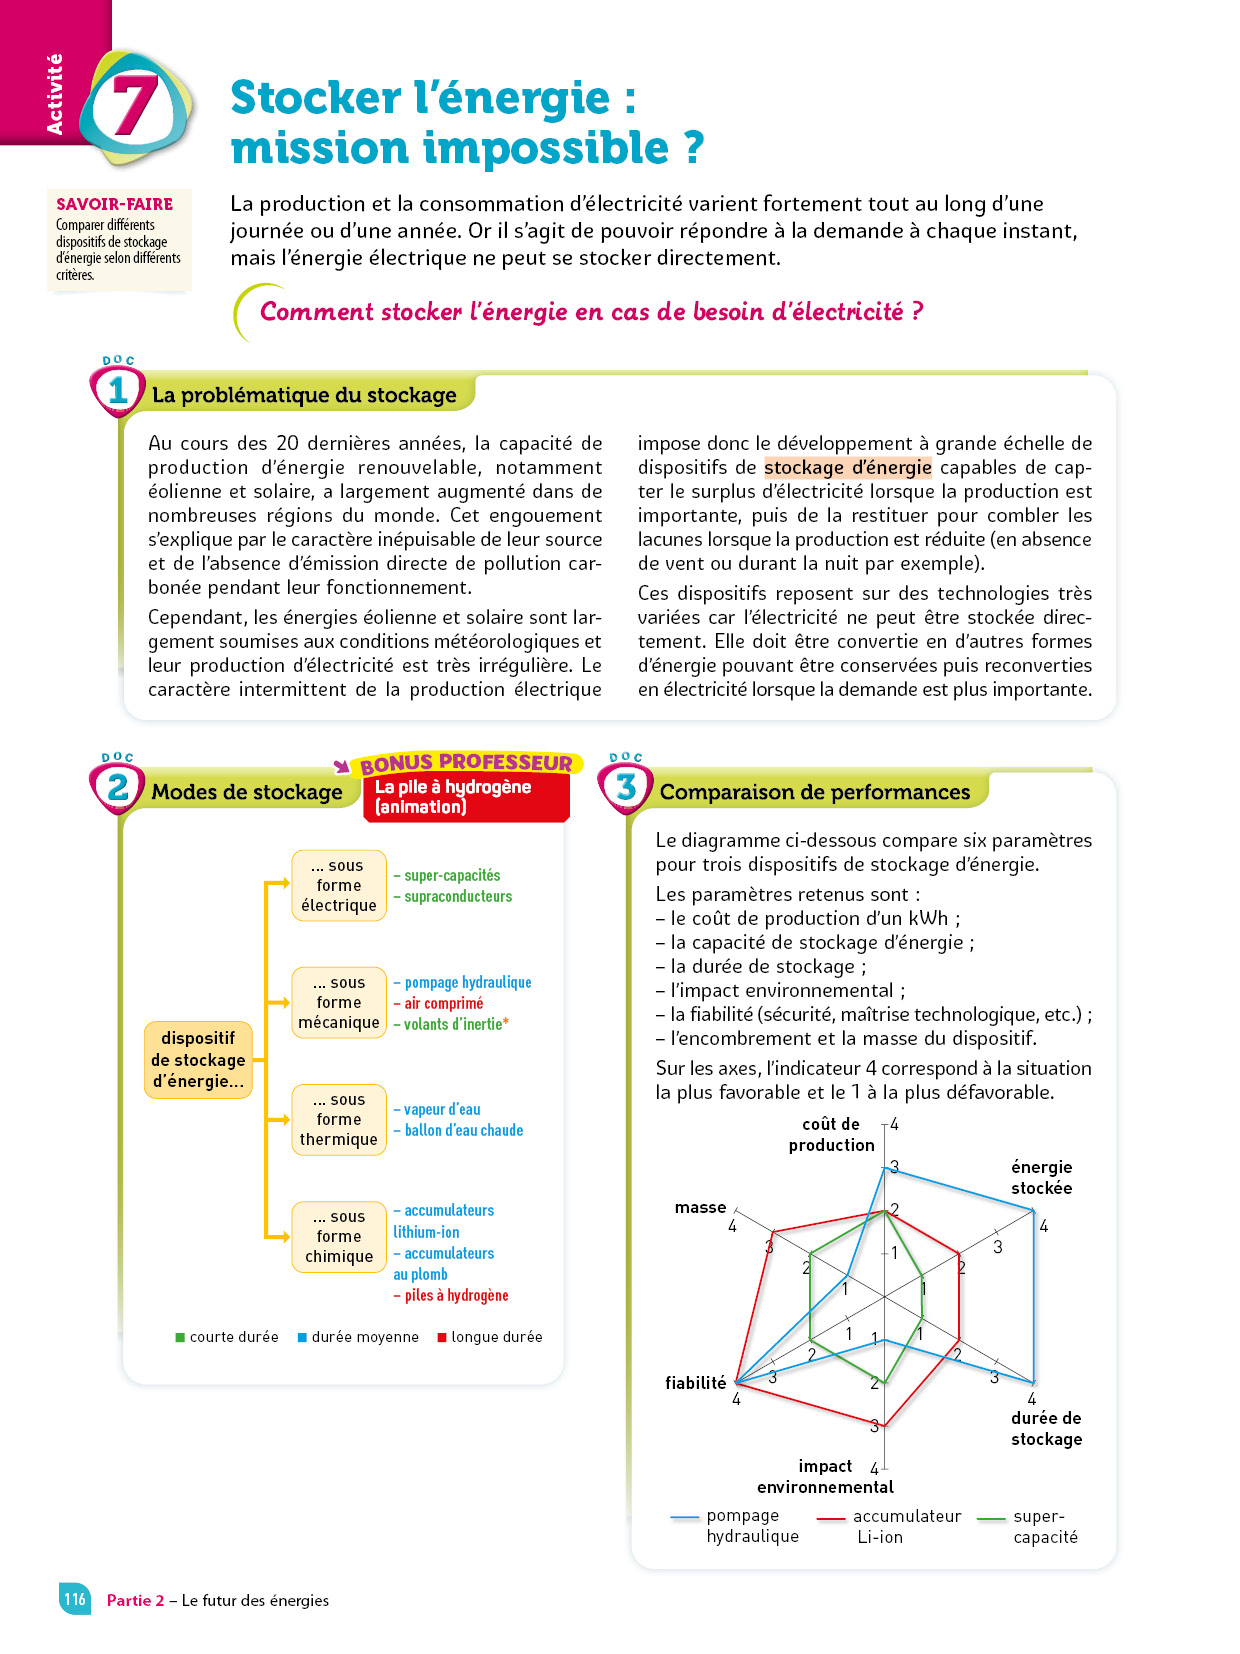 Activité
7
Stocker l'énergie :
mission impossible ?
SAVOIR-FAIRE
Comparer différents
dispositifs de stockage
d'énergie selon différents
critères.
La production et la consommation d'électricité varient fortement tout au long d'une
journée ou d'une année. Or il s'agit de pouvoir répondre à la demande à chaque instant,
mais l'énergie électrique ne peut se stocker directement.
Comment stocker l'énergie en cas de besoin d'électricité ?
DOC
1
La problématique du stockage
Au cours des 20 dernières années, la capacité de
production d'énergie renouvelable, notamment
éolienne et solaire, a largement augmenté dans de
nombreuses régions du monde. Cet engouement
s'explique par le caractère inépuisable de leur source
et de l'absence d'émission directe de pollution car-
bonée pendant leur fonctionnement.
Cependant, les énergies éolienne et solaire sont lar-
gement soumises aux conditions météorologiques et
leur production d'électricité est très irrégulière. Le
caractère intermittent de la production électrique
impose donc le développement à grande échelle de
dispositifs de stockage d'énergie capables de cap-
ter le surplus d'électricité lorsque la production est
importante, puis de la restituer pour combler les
lacunes lorsque la production est réduite (en absence
de vent ou durant la nuit par exemple).
Ces dispositifs reposent sur des technologies très
variées car l'électricité ne peut être stockée direc-
tement. Elle doit être convertie en d'autres formes
d'énergie pouvant être conservées puis reconverties
en électricité lorsque la demande est plus importante.
DOC
2
Modes de stockage
BONUS PROFESSEUR
La pile à hydrogène
(animation)
dispositif
de stockage
d'énergie...
... sous
forme
électrique
– super-capacités
– supraconducteurs
... sous
forme
mécanique
– pompage hydraulique
– air comprimé
– volants d'inertie*
... sous
forme
thermique
– vapeur d'eau
– ballon d'eau chaude
... sous
forme
chimique
– accumulateurs
lithium-ion
– accumulateurs
au plomb
– piles à hydrogène
courte durée durée moyenne longue durée
DOC
3
Comparaison de performances
Le diagramme ci-dessous compare six paramètres
pour trois dispositifs de stockage d'énergie.
Les paramètres retenus sont :
– le coût de production d'un kWh ;
– la capacité de stockage d'énergie ;
– la durée de stockage ;
– l'impact environnemental ;
– la fiabilité (sécurité, maîtrise technologique, etc.) ;
– l'encombrement et la masse du dispositif.
Sur les axes, l'indicateur 4 correspond à la situation
la plus favorable et le 1 à la plus défavorable.
coût de
production
4
3
2
1
énergie
stockée
4
3
2
1
durée de
stockage
1
2
3
4
impact
environnemental
1
2
3
4
fiabilité
1
2
3
4
masse
4
3
2
1
pompage
hydraulique
accumulateur
Li-ion
super-
capacité
116
Partie 2 – Le futur des énergies